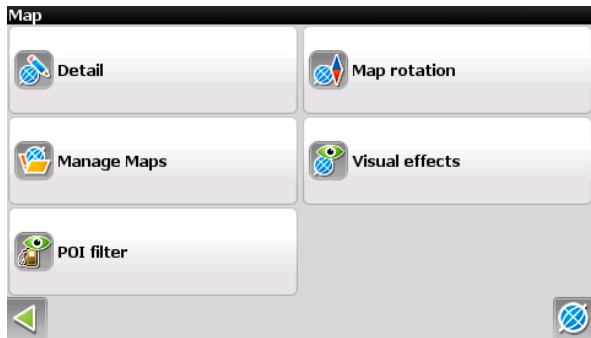 Map
Detail
Map rotation
Manage Maps
Visual effects
POI filter